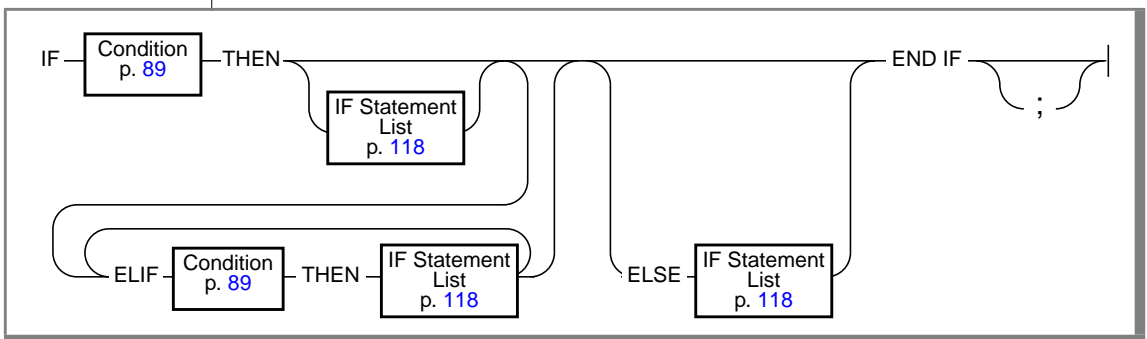 IF
Condition
p. 89
THEN
IF Statement
List
p. 118
END IF
;
ELIF
Condition
p. 89
THEN
IF Statement
List
p. 118
ELSE
IF Statement
List
p. 118